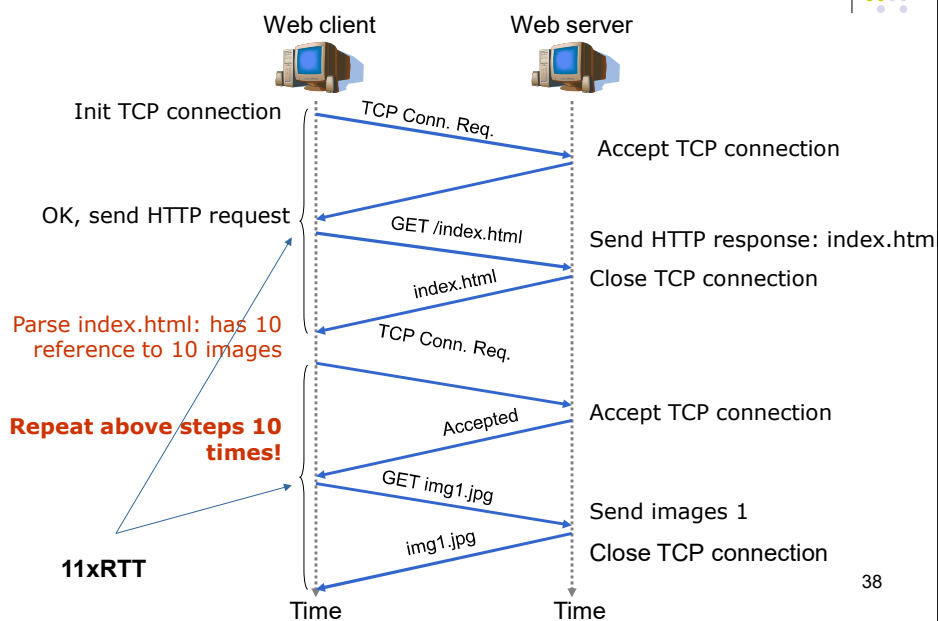 Web client
Web server
Init TCP connection
TCP Conn. Req.
Accept TCP connection
OK, send HTTP request
GET /index.html
Send HTTP response: index.htm
index.html
Close TCP connection
Parse index.html: has 10
reference to 10 images
TCP Conn. Req.
Accept TCP connection
Accepted
Repeat above steps 10
times!
GET img1.jpg
Send images 1
img1.jpg
Close TCP connection
11xRTT
38
Time
Time